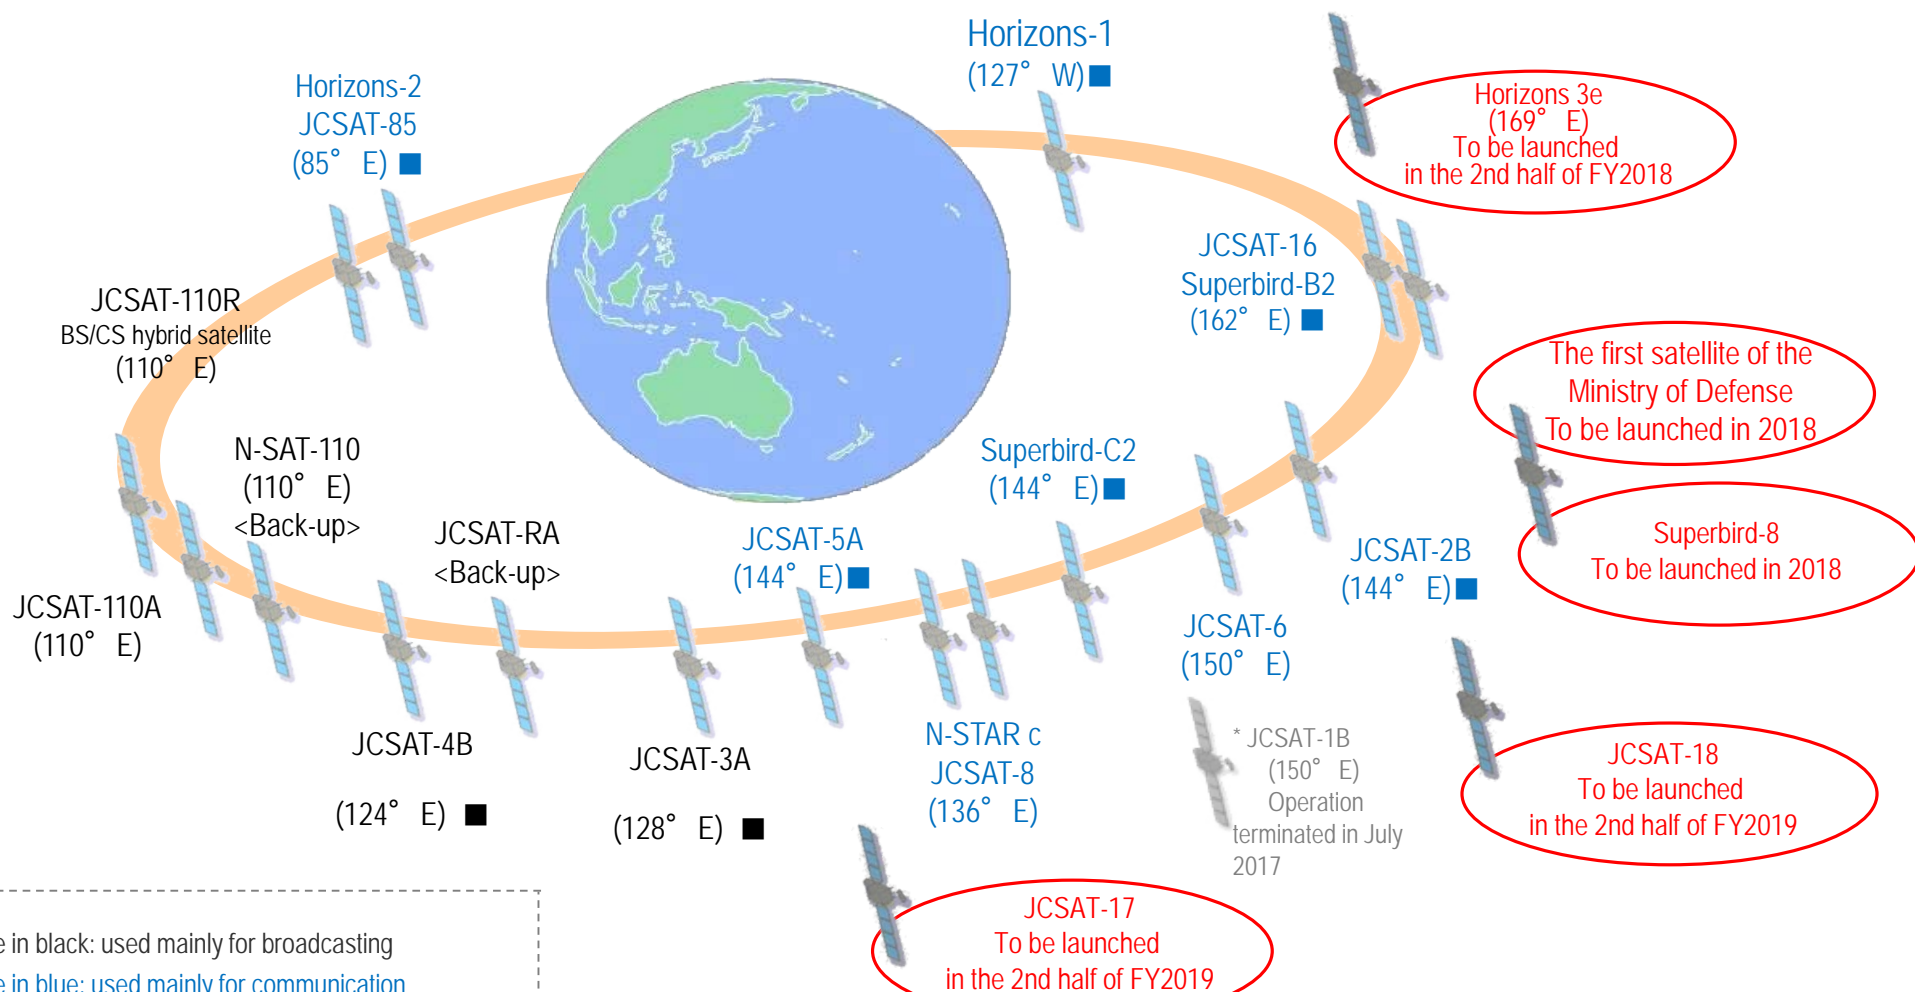 Horizons-1
(127° W)■
Horizons-2
JCSAT-85
(85° E) ■
Horizons 3e
(169° E)
To be launched
in the 2nd half of FY2018
JCSAT-16
Superbird-B2
(162° E) ■
JCSAT-110R
BS/CS hybrid satellite
(110° E)
The first satellite of the
Ministry of Defense
To be launched in 2018
N-SAT-110
(110° E)
<Back-up>
Superbird-C2
(144° E)■
JCSAT-RA
<Back-up>
JCSAT-5A
(144° E)■
JCSAT-2B
(144° E)■
Superbird-8
To be launched in 2018
JCSAT-110A
(110° E)
JCSAT-6
(150° E)
JCSAT-4B
(124° E) ■
JCSAT-3A
(128° E) ■
N-STAR c
JCSAT-8
(136° E)
* JCSAT-1B
(150° E)
Operation
terminated in July
2017
JCSAT-18
To be launched
in the 2nd half of FY2019
JCSAT-17
To be launched
in the 2nd half of FY2019
e in black: used mainly for broadcasting
e in blue: used mainly for communication